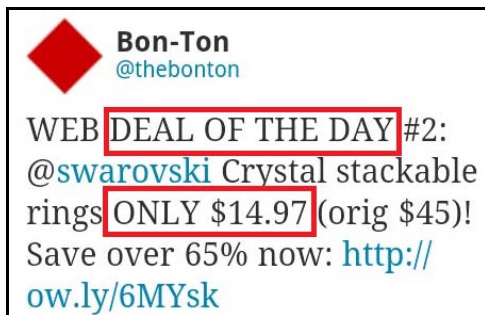 Bon-Ton
@thebonton
WEB DEAL OF THE DAY #2:
@swarovski Crystal stackable
rings ONLY $14.97 (orig $45)!
Save over 65% now: http://
ow.ly/6MYsk